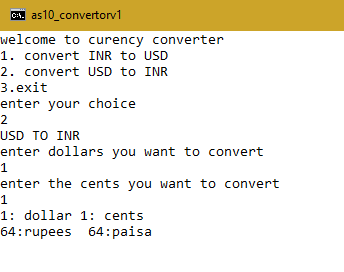 as10_convertorv1
welcome to curency converter
1. convert INR to USD
2. convert USD to INR
3.exit
enter your choice
2
USD TO INR
enter dollars you want to convert
1
enter the cents you want to convert
1
1: dollar 1: cents
64:rupees  64:paisa